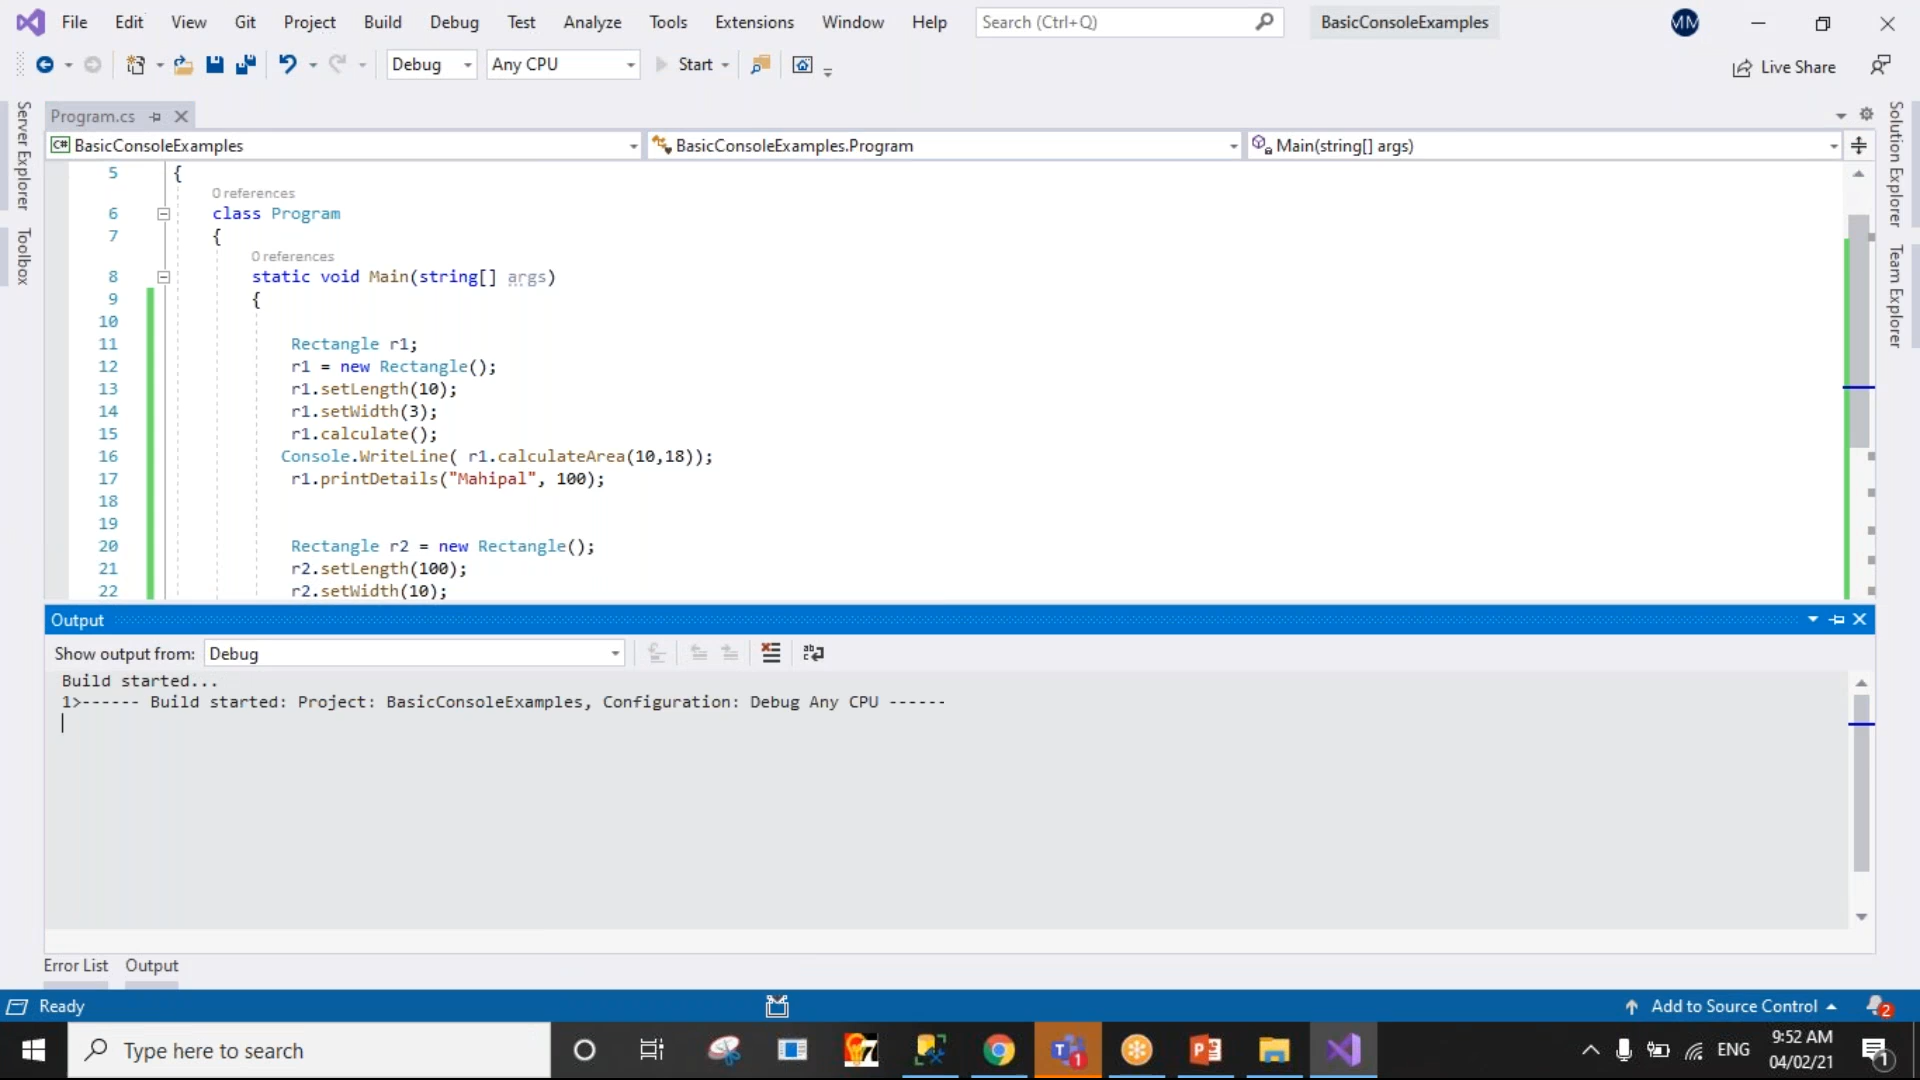 File Edit View Git Project Build Debug Test Analyze Tools Extensions Window Help Search (Ctrl+Q) BasicConsoleExamples MM
Debug Any CPU Start Live Share
Server Explorer
Toolbox
Program.cs
BasicConsoleExamples BasicConsoleExamples.Program Main(string[] args)
5 {
0 references
6 class Program
7 {
0 references
8 static void Main(string[] args)
9 {
10
11 Rectangle r1;
12 r1 = new Rectangle();
13 r1.setLength(10);
14 r1.setWidth(3);
15 r1.calculate();
16 Console.WriteLine( r1.calculateArea(10,18));
17 r1.printDetails("Mahipal", 100);
18
19
20 Rectangle r2 = new Rectangle();
21 r2.setLength(100);
22 r2.setWidth(10);
Solution Explorer
Team Explorer
Output
Show output from: Debug
Build started...
1>------ Build started: Project: BasicConsoleExamples, Configuration: Debug Any CPU ------
Error List Output
Ready Add to Source Control 2
Type here to search ENG 9:52 AM
04/02/21